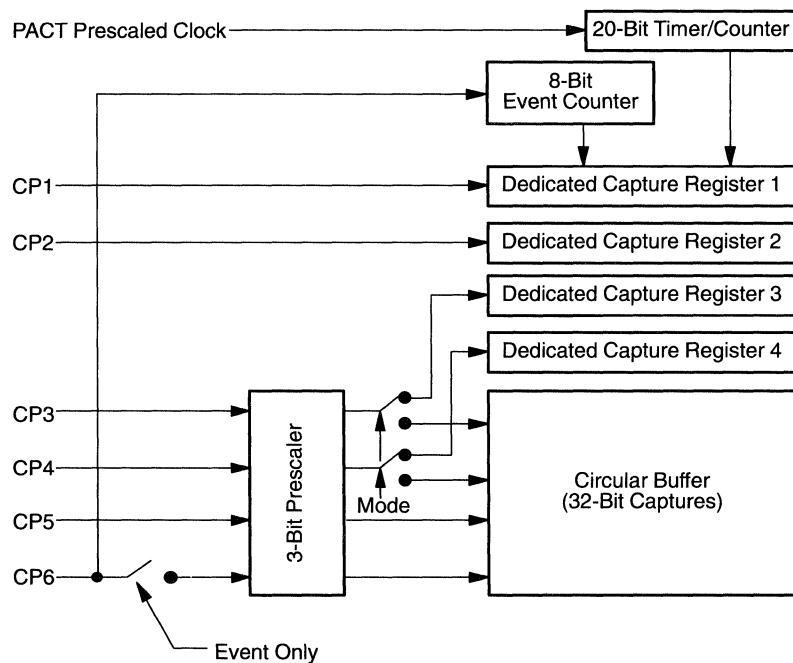 PACT Prescaled Clock
20-Bit Timer/Counter
8-Bit
Event Counter
CP1
Dedicated Capture Register 1
CP2
Dedicated Capture Register 2
Dedicated Capture Register 3
Dedicated Capture Register 4
CP3
CP4
CP5
CP6
3-Bit Prescaler
Mode
Circular Buffer
(32-Bit Captures)
Event Only